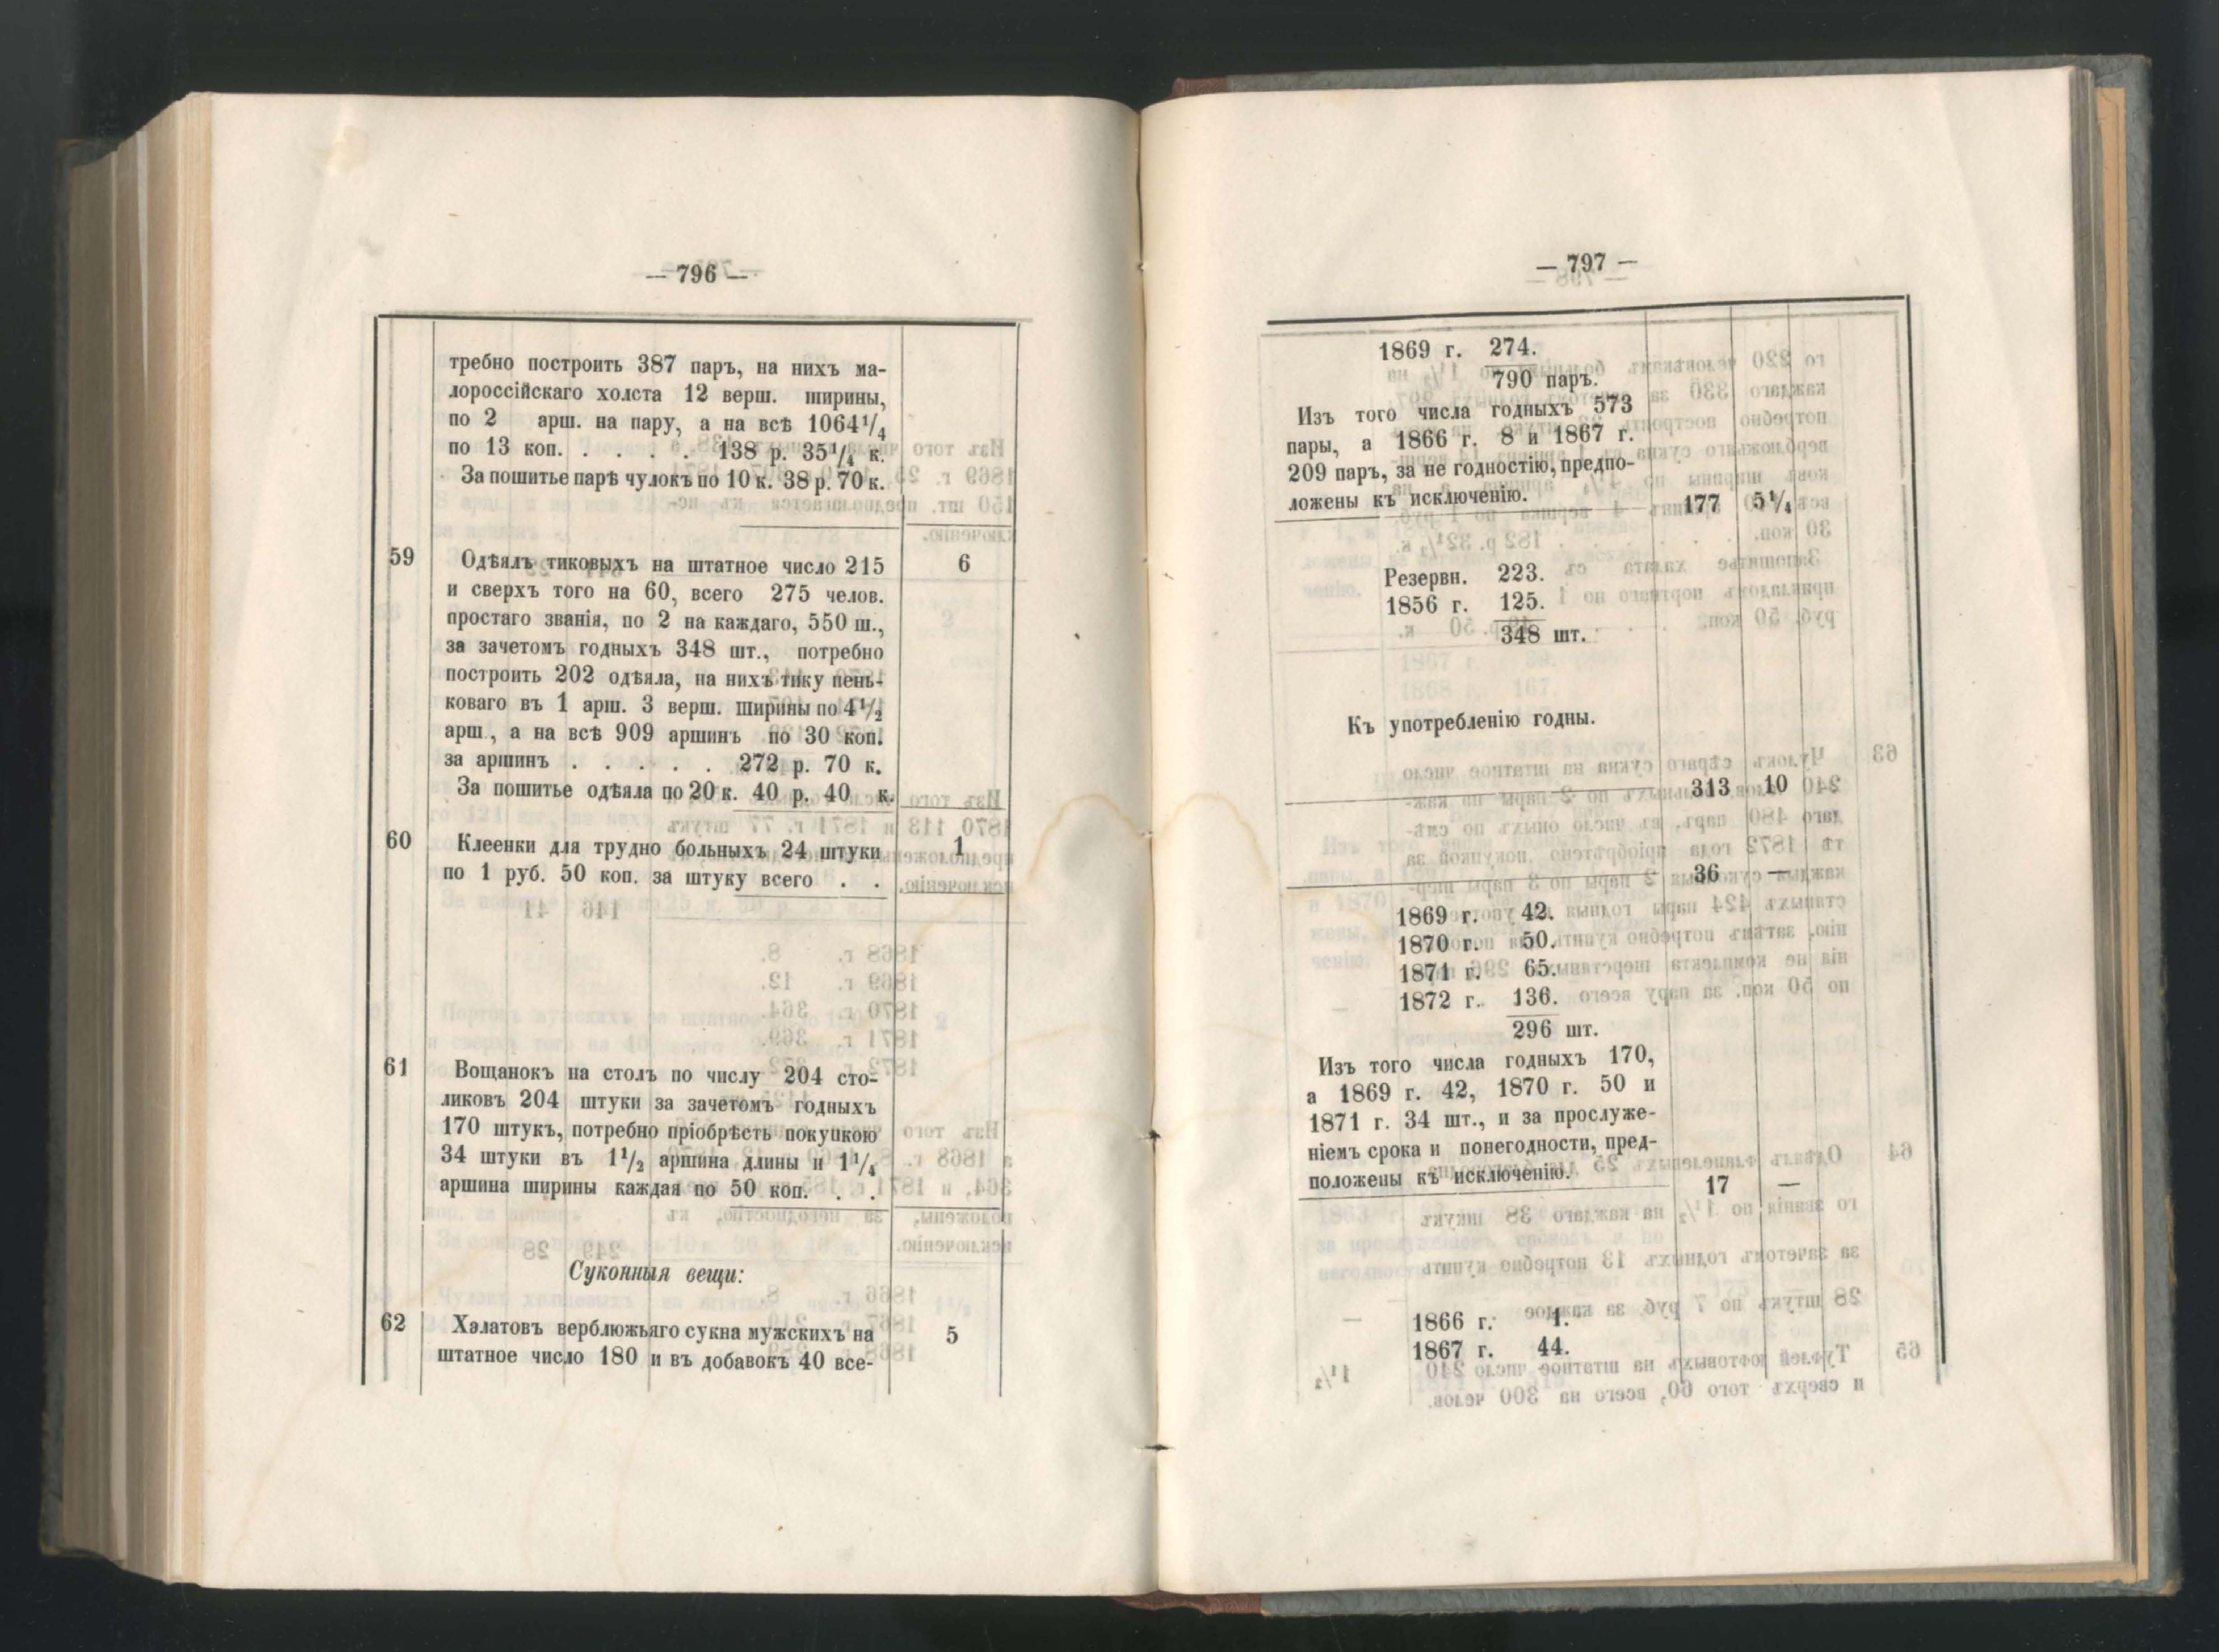 — 796 —
требно построить 387 паръ, на нихъ ма-
лороссійскаго холста 12 верш. ширины,
по 2 арш. на пару, а на всѣ 1064¹/₄
по 13 коп. . . . . 138 р. 35¹/₄ к.
За пошитье парѣ чулокъ по 10 к. 38 р. 70 к.
59 Одѣялъ тиковыхъ на штатное число 215 6
и сверхъ того на 60, всего 275 челов.
простаго званія, по 2 на каждаго, 550 ш.,
за зачетомъ годныхъ 348 шт., потребно
построить 202 одѣяла, на нихъ тику пень-
коваго въ 1 арш. 3 верш. ширины по 4¹/₂
арш., а на всѣ 909 аршинъ по 30 коп.
за аршинъ . . . . . 272 р. 70 к.
За пошитье одѣяла по 20 к. 40 р. 40 к.
60 Клеенки для трудно больныхъ 24 штуки 1
по 1 руб. 50 коп. за штуку всего . .
61 Вощанокъ на столъ по числу 204 сто-
ликовъ 204 штуки за зачетомъ годныхъ
170 штукъ, потребно пріобрѣсть покупкою
34 штуки въ 1¹/₂ аршина длины и 1¹/₄
аршина ширины каждая по 50 коп. . .
Суконныя вещи:
62 Халатовъ верблюжьяго сукна мужскихъ на 5
штатное число 180 и въ добавокъ 40 все-
— 797 —
1869 г. 274.
790 паръ.
Изъ того числа годныхъ 573
пары, а 1866 г. 8 и 1867 г.
209 паръ, за не годностію, предпо-
ложены къ исключенію. 177 5¹/₄
Резервн. 223.
1856 г. 125.
348 шт.
Къ употребленію годны.
313 10
36 —
1869 г. 42.
1870 г. 50.
1871 г. 65.
1872 г. 136.
296 шт.
Изъ того числа годныхъ 170,
а 1869 г. 42, 1870 г. 50 и
1871 г. 34 шт., и за прослуже-
ніемъ срока и понегодности, пред-
положены къ исключенію. 17 —
1866 г. 1.
1867 г. 44.